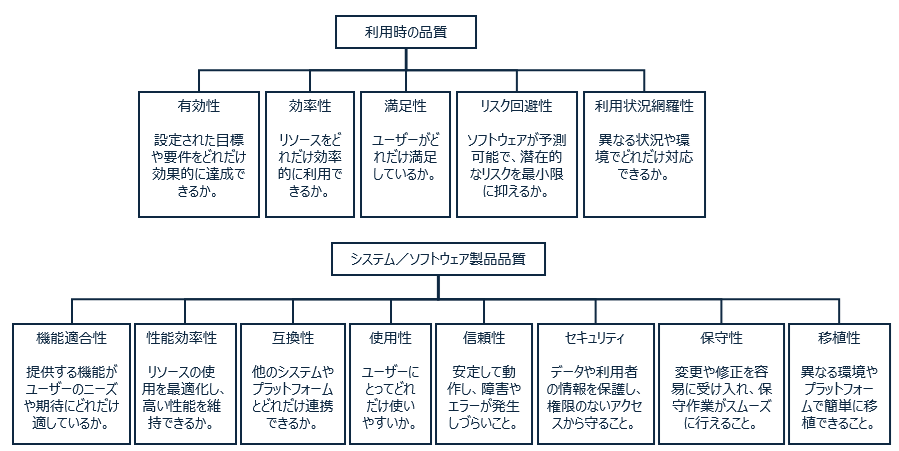 利用時の品質
有効性
設定された目標
や要件をどれだけ
効果的に達成で
きるか。
効率性
リソースをど
れだけ効率
的に利用で
きるか。
満足性
ユーザーがど
れだけ満足
しているか。
リスク回避性
ソフトウェアが予測
可能で、潜在的
なリスクを最小限
に抑えるか。
利用状況網羅性
異なる状況や環
境でどれだけ対応
できるか。
システム／ソフトウェア製品品質
機能適合性
提供する機能が
ユーザーのニーズ
や期待にどれだけ
適しているか。
性能効率性
リソースの使
用を最適化し、
高い性能を維
持できるか。
互換性
他のシステムや
プラットフォーム
とどれだけ連携
できるか。
使用性
ユーザーに
とってどれ
だけ使い
やすいか。
信頼性
安定して動
作し、障害や
エラーが発生
しづらいこと。
セキュリティ
データや利用者
の情報を保護し、
権限のないアクセ
スから守ること。
保守性
変更や修正を容
易に受け入れ、保
守作業がスムーズ
に行えること。
移植性
異なる環境や
プラットフォー
ムで簡単に移
植できること。